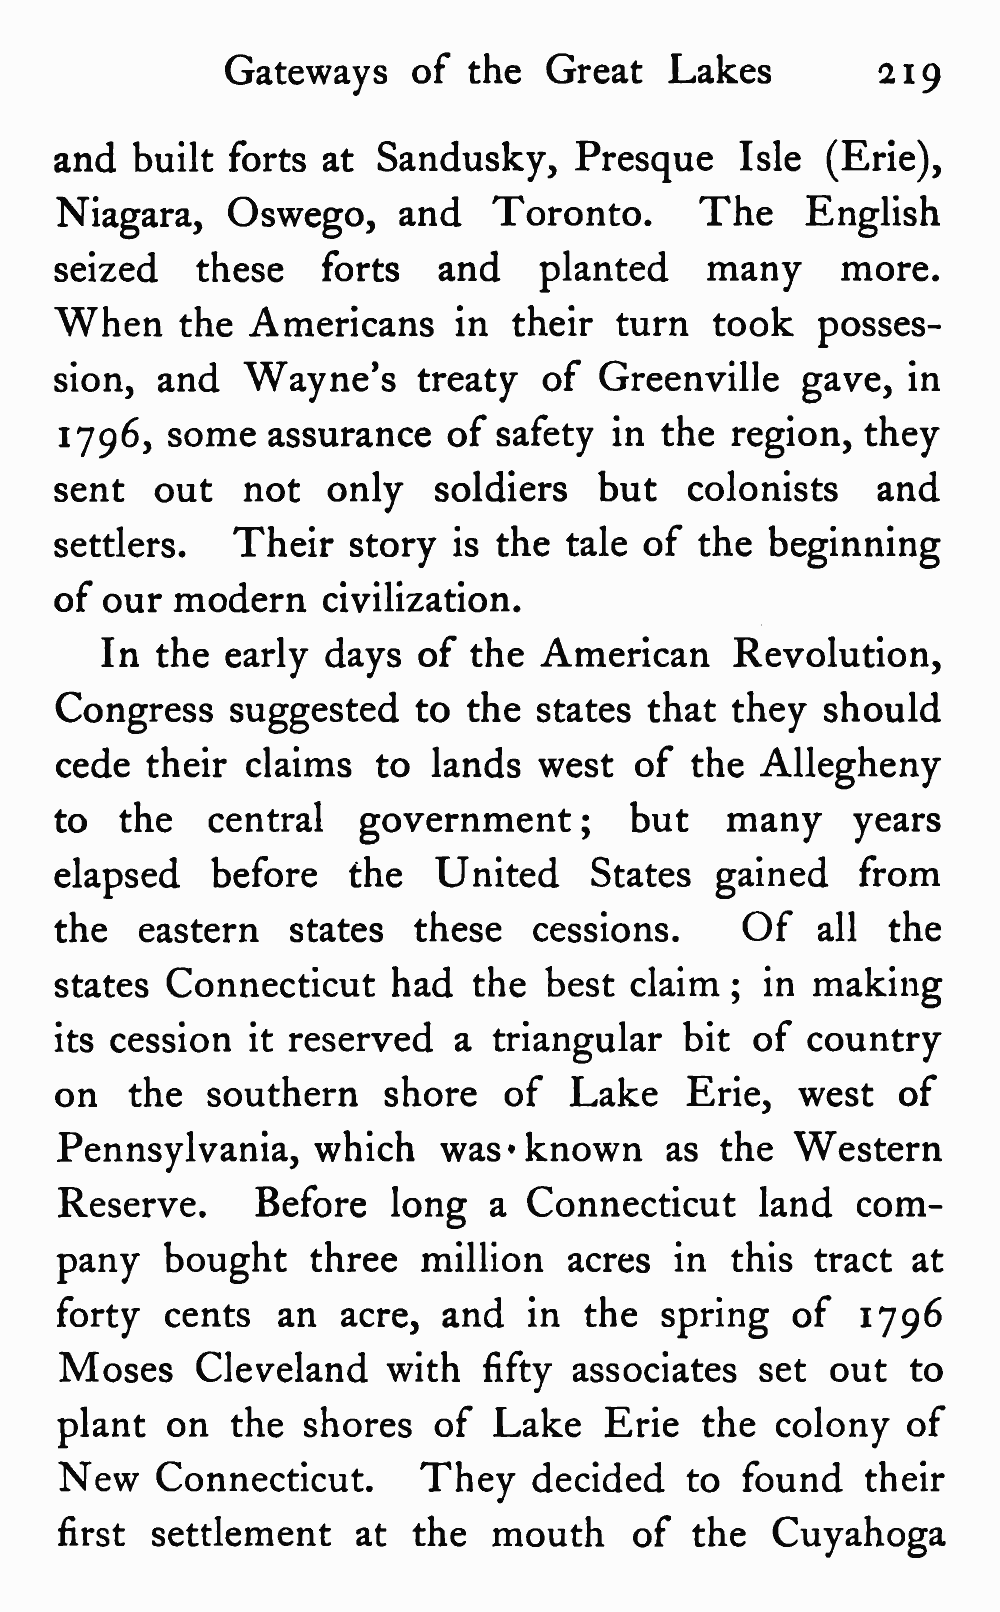 Gateways of the Great Lakes 219
and built forts at Sandusky, Presque Isle (Erie),
Niagara, Oswego, and Toronto. The English
seized these forts and planted many more.
When the Americans in their turn took posses-
sion, and Wayne's treaty of Greenville gave, in
1796, some assurance of safety in the region, they
sent out not only soldiers but colonists and
settlers. Their story is the tale of the beginning
of our modern civilization.
In the early days of the American Revolution,
Congress suggested to the states that they should
cede their claims to lands west of the Allegheny
to the central government; but many years
elapsed before the United States gained from
the eastern states these cessions. Of all the
states Connecticut had the best claim; in making
its cession it reserved a triangular bit of country
on the southern shore of Lake Erie, west of
Pennsylvania, which was known as the Western
Reserve. Before long a Connecticut land com-
pany bought three million acres in this tract at
forty cents an acre, and in the spring of 1796
Moses Cleveland with fifty associates set out to
plant on the shores of Lake Erie the colony of
New Connecticut. They decided to found their
first settlement at the mouth of the Cuyahoga